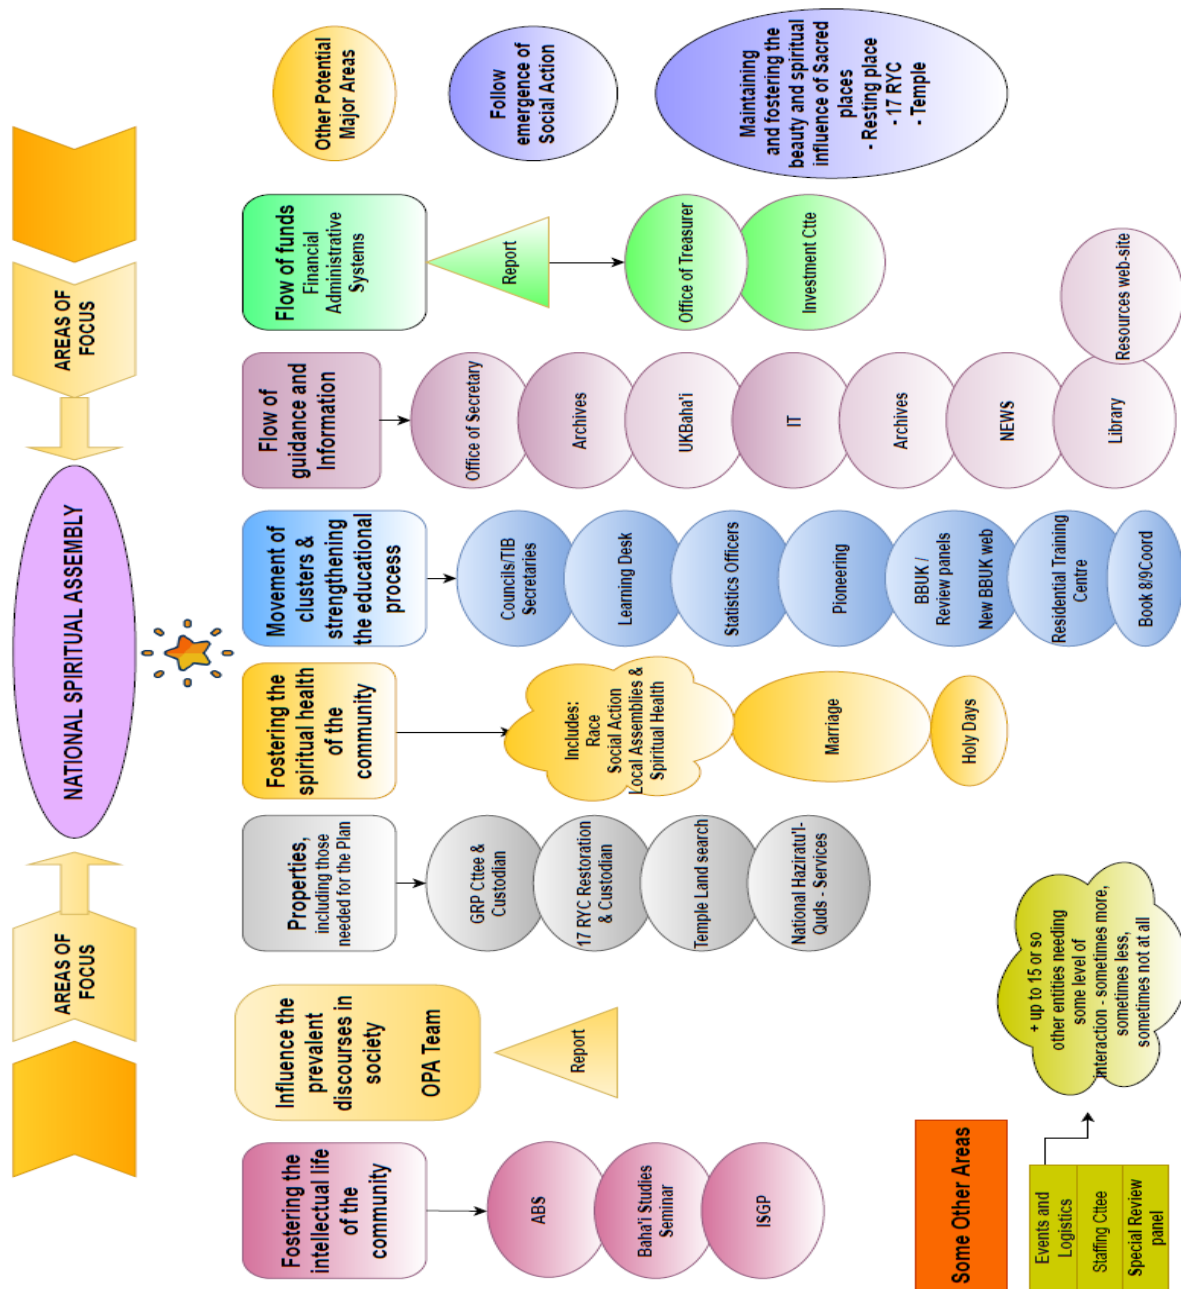 AREAS OF
FOCUS
NATIONAL SPIRITUAL ASSEMBLY
AREAS OF
FOCUS
Fostering the
intellectual life
of the
community
ABS
Baha'i Studies
Seminar
ISGP
Influence the
prevalent
discourses in
society
OPA Team
Report
Properties,
including those
needed for the Plan
GRP Cttee &
Custodian
17 RYC Restoration
& Custodian
Temple Land search
National Haziratu'l-
Quds - Services
Fostering the
spiritual health
of the
community
Includes:
Race
Social Action
Local Assemblies &
Spiritual Health
Marriage
Holy Days
Movement of
clusters &
strengthening
the educational
process
Councils/TIB
Secretaries
Learning Desk
Statistics Officers
Pioneering
BBUK /
Review panels
New BBUK web
Residential Training
Centre
Book 8/9Coord
Flow of
guidance and
Information
Office of Secretary
Archives
UKBaha'i
IT
Archives
NEWS
Library
Resources web-site
Flow of funds
Financial
Administrative
Systems
Report
Office of Treasurer
Investment Ctte
Other Potential
Major Areas
Follow
emergence of
Social Action
Maintaining
and fostering the
beauty and spiritual
influence of Sacred
places
- Resting place
- 17 RYC
- Temple
Some Other Areas
Events and
Logistics
Staffing Cttee
Special Review
panel
+ up to 15 or so
other entities needing
some level of
interaction - sometimes more,
sometimes less,
sometimes not at all